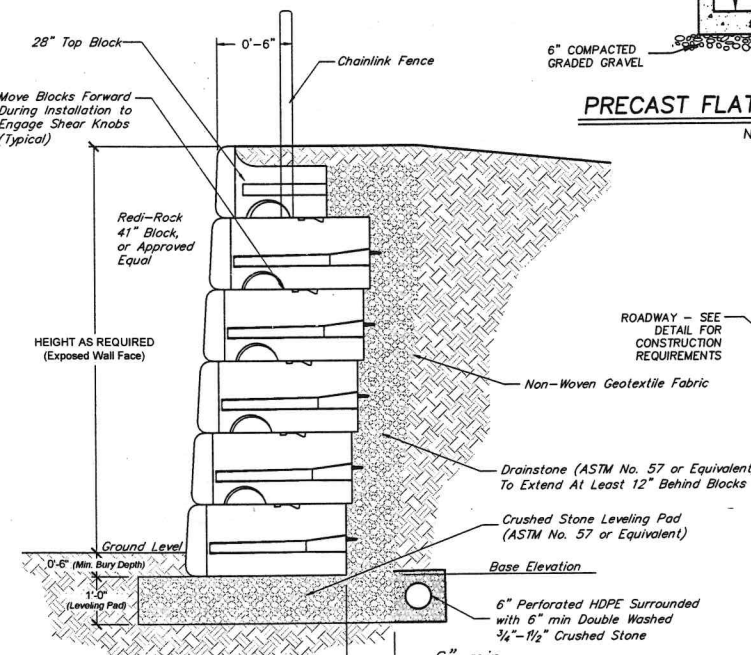 28" Top Block
0'-6"
Chainlink Fence
6" COMPACTED
GRADED GRAVEL
PRECAST FLAT
N
Move Blocks Forward
During Installation to
Engage Shear Knobs
(Typical)
Redi-Rock
41" Block,
or Approved
Equal
HEIGHT AS REQUIRED
(Exposed Wall Face)
ROADWAY - SEE
DETAIL FOR
CONSTRUCTION
REQUIREMENTS
Non-Woven Geotextile Fabric
Drainstone (ASTM No. 57 or Equivalent
To Extend At Least 12" Behind Blocks
Crushed Stone Leveling Pad
(ASTM No. 57 or Equivalent)
Ground Level
0'-6" (Min. Bury Depth)
Base Elevation
1'-0"
(Leveling Pad)
6" Perforated HDPE Surrounded
with 6" min Double Washed
3/4"-1 1/2" Crushed Stone